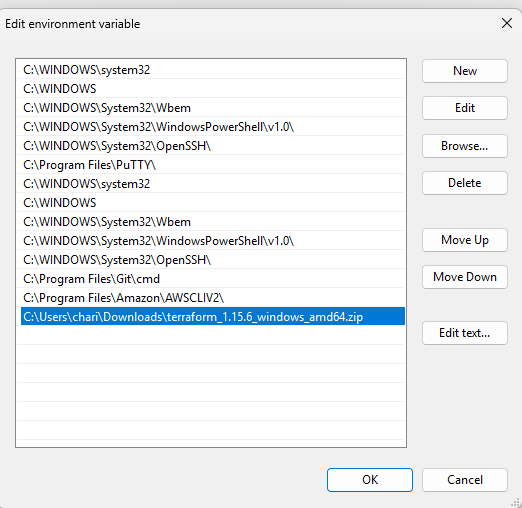 Edit environment variable
C:\WINDOWS\system32
C:\WINDOWS
C:\WINDOWS\System32\Wbem
C:\WINDOWS\System32\WindowsPowerShell\v1.0\
C:\WINDOWS\System32\OpenSSH\
C:\Program Files\PuTTY\
C:\WINDOWS\system32
C:\WINDOWS
C:\WINDOWS\System32\Wbem
C:\WINDOWS\System32\WindowsPowerShell\v1.0\
C:\WINDOWS\System32\OpenSSH\
C:\Program Files\Git\cmd
C:\Program Files\Amazon\AWSCLIV2\
C:\Users\chari\Downloads\terraform_1.15.6_windows_amd64.zip
New
Edit
Browse...
Delete
Move Up
Move Down
Edit text...
OK
Cancel